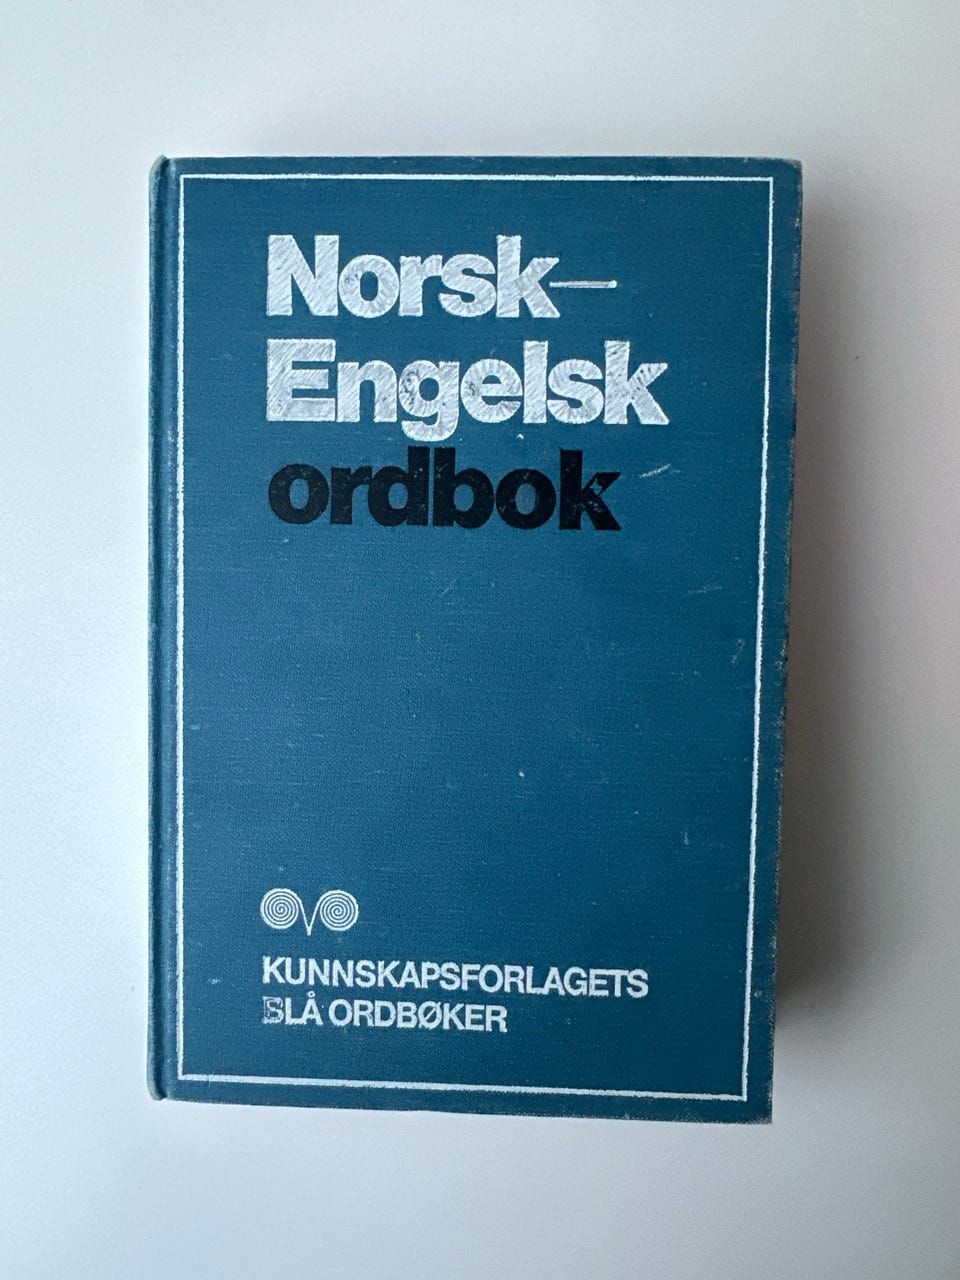 Norsk–
Engelsk
ordbok
KUNNSKAPSFORLAGETS
BLÅ ORDBØKER